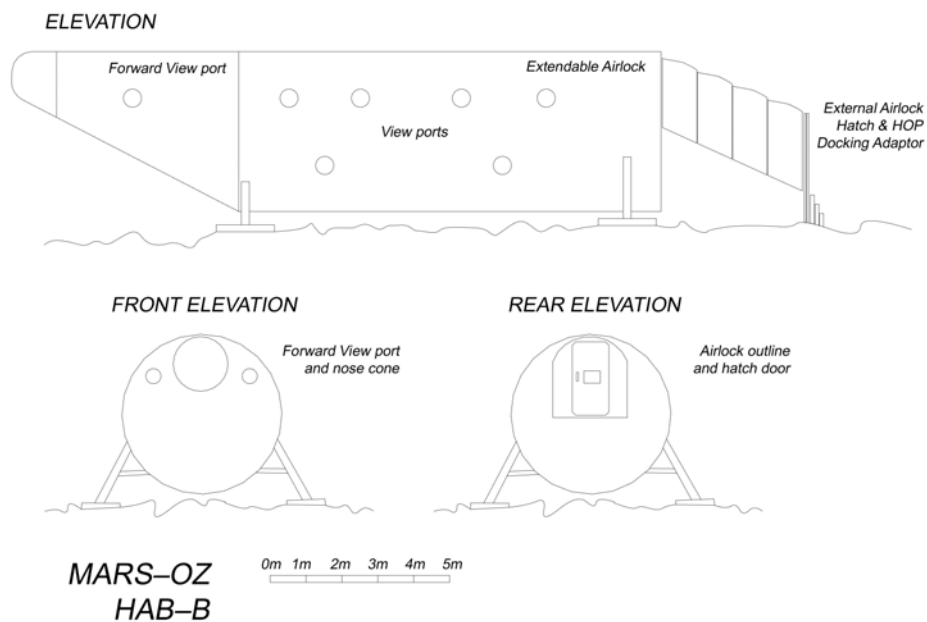 ELEVATION
Forward View port
Extendable Airlock
View ports
External Airlock
Hatch & HOP
Docking Adaptor
FRONT ELEVATION
Forward View port
and nose cone
REAR ELEVATION
Airlock outline
and hatch door
MARS–OZ
HAB–B
0m 1m 2m 3m 4m 5m